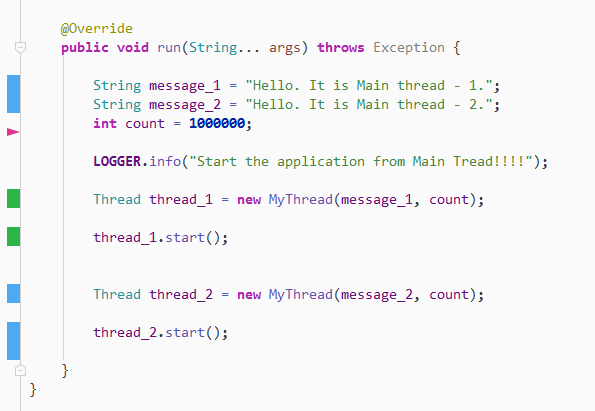 @Override
public void run(String... args) throws Exception {
String message_1 = "Hello. It is Main thread - 1.";
String message_2 = "Hello. It is Main thread - 2.";
int count = 1000000;
LOGGER.info("Start the application from Main Tread!!!!");
Thread thread_1 = new MyThread(message_1, count);
thread_1.start();
Thread thread_2 = new MyThread(message_2, count);
thread_2.start();
}
}